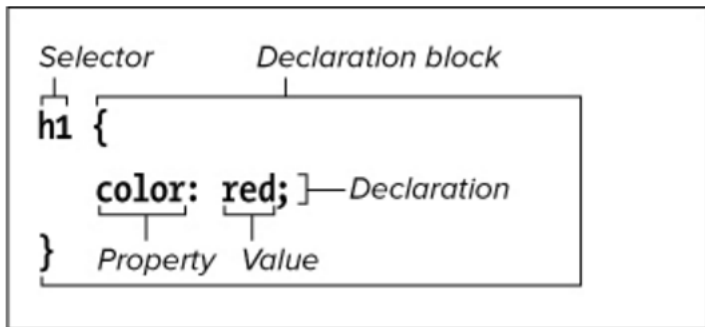 Selector Declaration block
h1 {
color: red; Declaration
Property Value
}